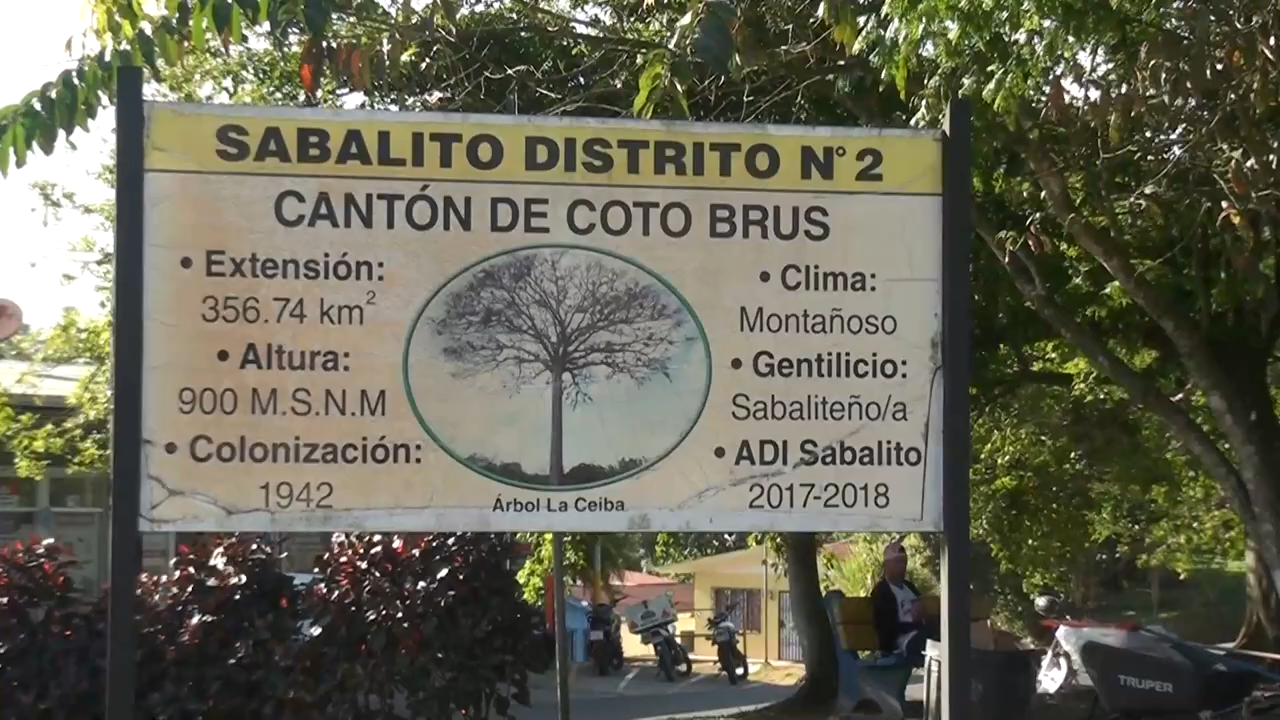 SABALITO DISTRITO N° 2
CANTÓN DE COTO BRUS
• Extensión:
356.74 km²
• Altura:
900 M.S.N.M
• Colonización:
1942
Árbol La Ceiba
• Clima:
Montañoso
• Gentilicio:
Sabaliteño/a
• ADI Sabalito
2017-2018
TRUPER